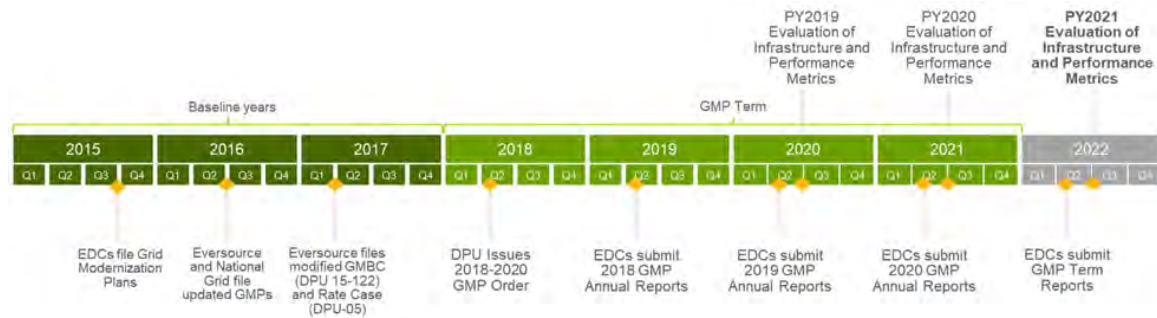 PY2019
Evaluation of
Infrastructure and
Performance
Metrics
PY2020
Evaluation of
Infrastructure and
Performance
Metrics
PY2021
Evaluation of
Infrastructure
and Performance
Metrics
Baseline years
GMP Term
2015 2016 2017 2018 2019 2020 2021 2022
Q1 Q2 Q3 Q4 Q1 Q2 Q3 Q4 Q1 Q2 Q3 Q4 Q1 Q2 Q3 Q4 Q1 Q2 Q3 Q4 Q1 Q2 Q3 Q4 Q1 Q2 Q3 Q4 Q1 Q2 Q3 Q4
EDCs file Grid
Modernization
Plans
Eversource
and National
Grid file
updated GMPs
Eversource files
modified GMBC
(DPU 15-122)
and Rate Case
(DPU-05)
DPU Issues
2018-2020
GMP Order
EDCs submit
2018 GMP
Annual Reports
EDCs submit
2019 GMP
Annual Reports
EDCs submit
2020 GMP
Annual Reports
EDCs submit
GMP Term
Reports